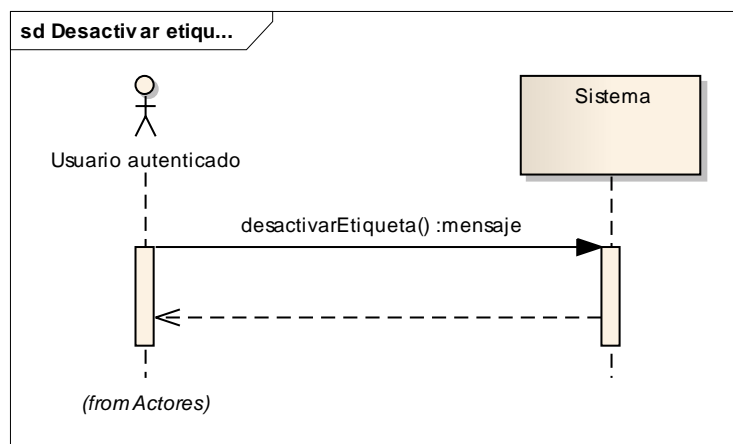 sd Desactivar etiqu...
Usuario autenticado
Sistema
desactivarEtiqueta() :mensaje
(from Actores)